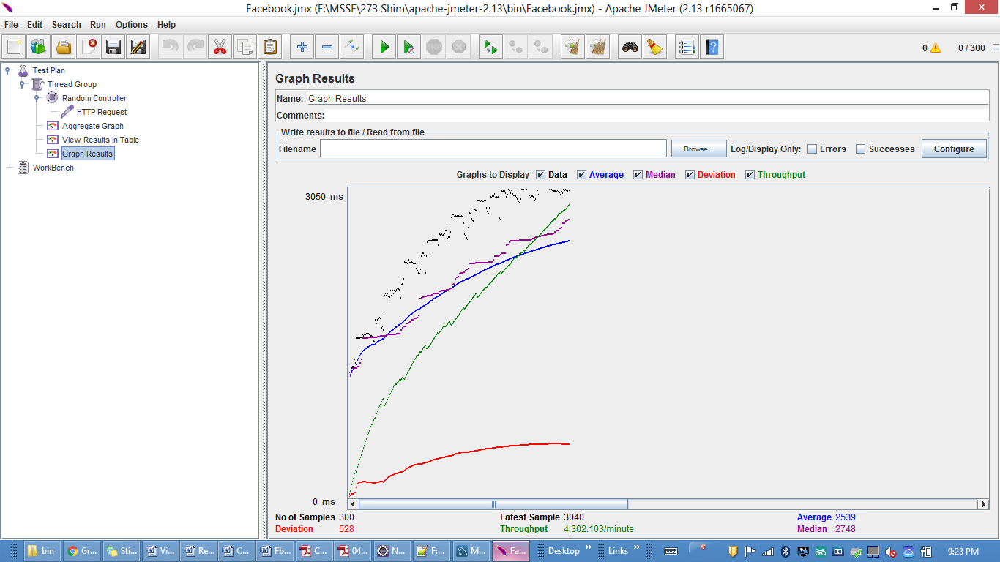 Facebook.jmx (F:\MSSE\273 Shim\apache-jmeter-2.13\bin\Facebook.jmx) - Apache JMeter (2.13 r1665067)
File Edit Search Run Options Help
0 0 / 300
Test Plan
Thread Group
Random Controller
HTTP Request
Aggregate Graph
View Results in Table
Graph Results
WorkBench
Graph Results
Name: Graph Results
Comments:
Write results to file / Read from file
Filename Browse... Log/Display Only: Errors Successes Configure
Graphs to Display Data Average Median Deviation Throughput
3050 ms
0 ms
No of Samples 300 Latest Sample 3040 Average 2539
Deviation 528 Throughput 4,302.103/minute Median 2748
bin Gr... Sti... Vi... Re... C... Fb... C... 04... N... F:... M... Fa... Desktop » Links » 9:23 PM